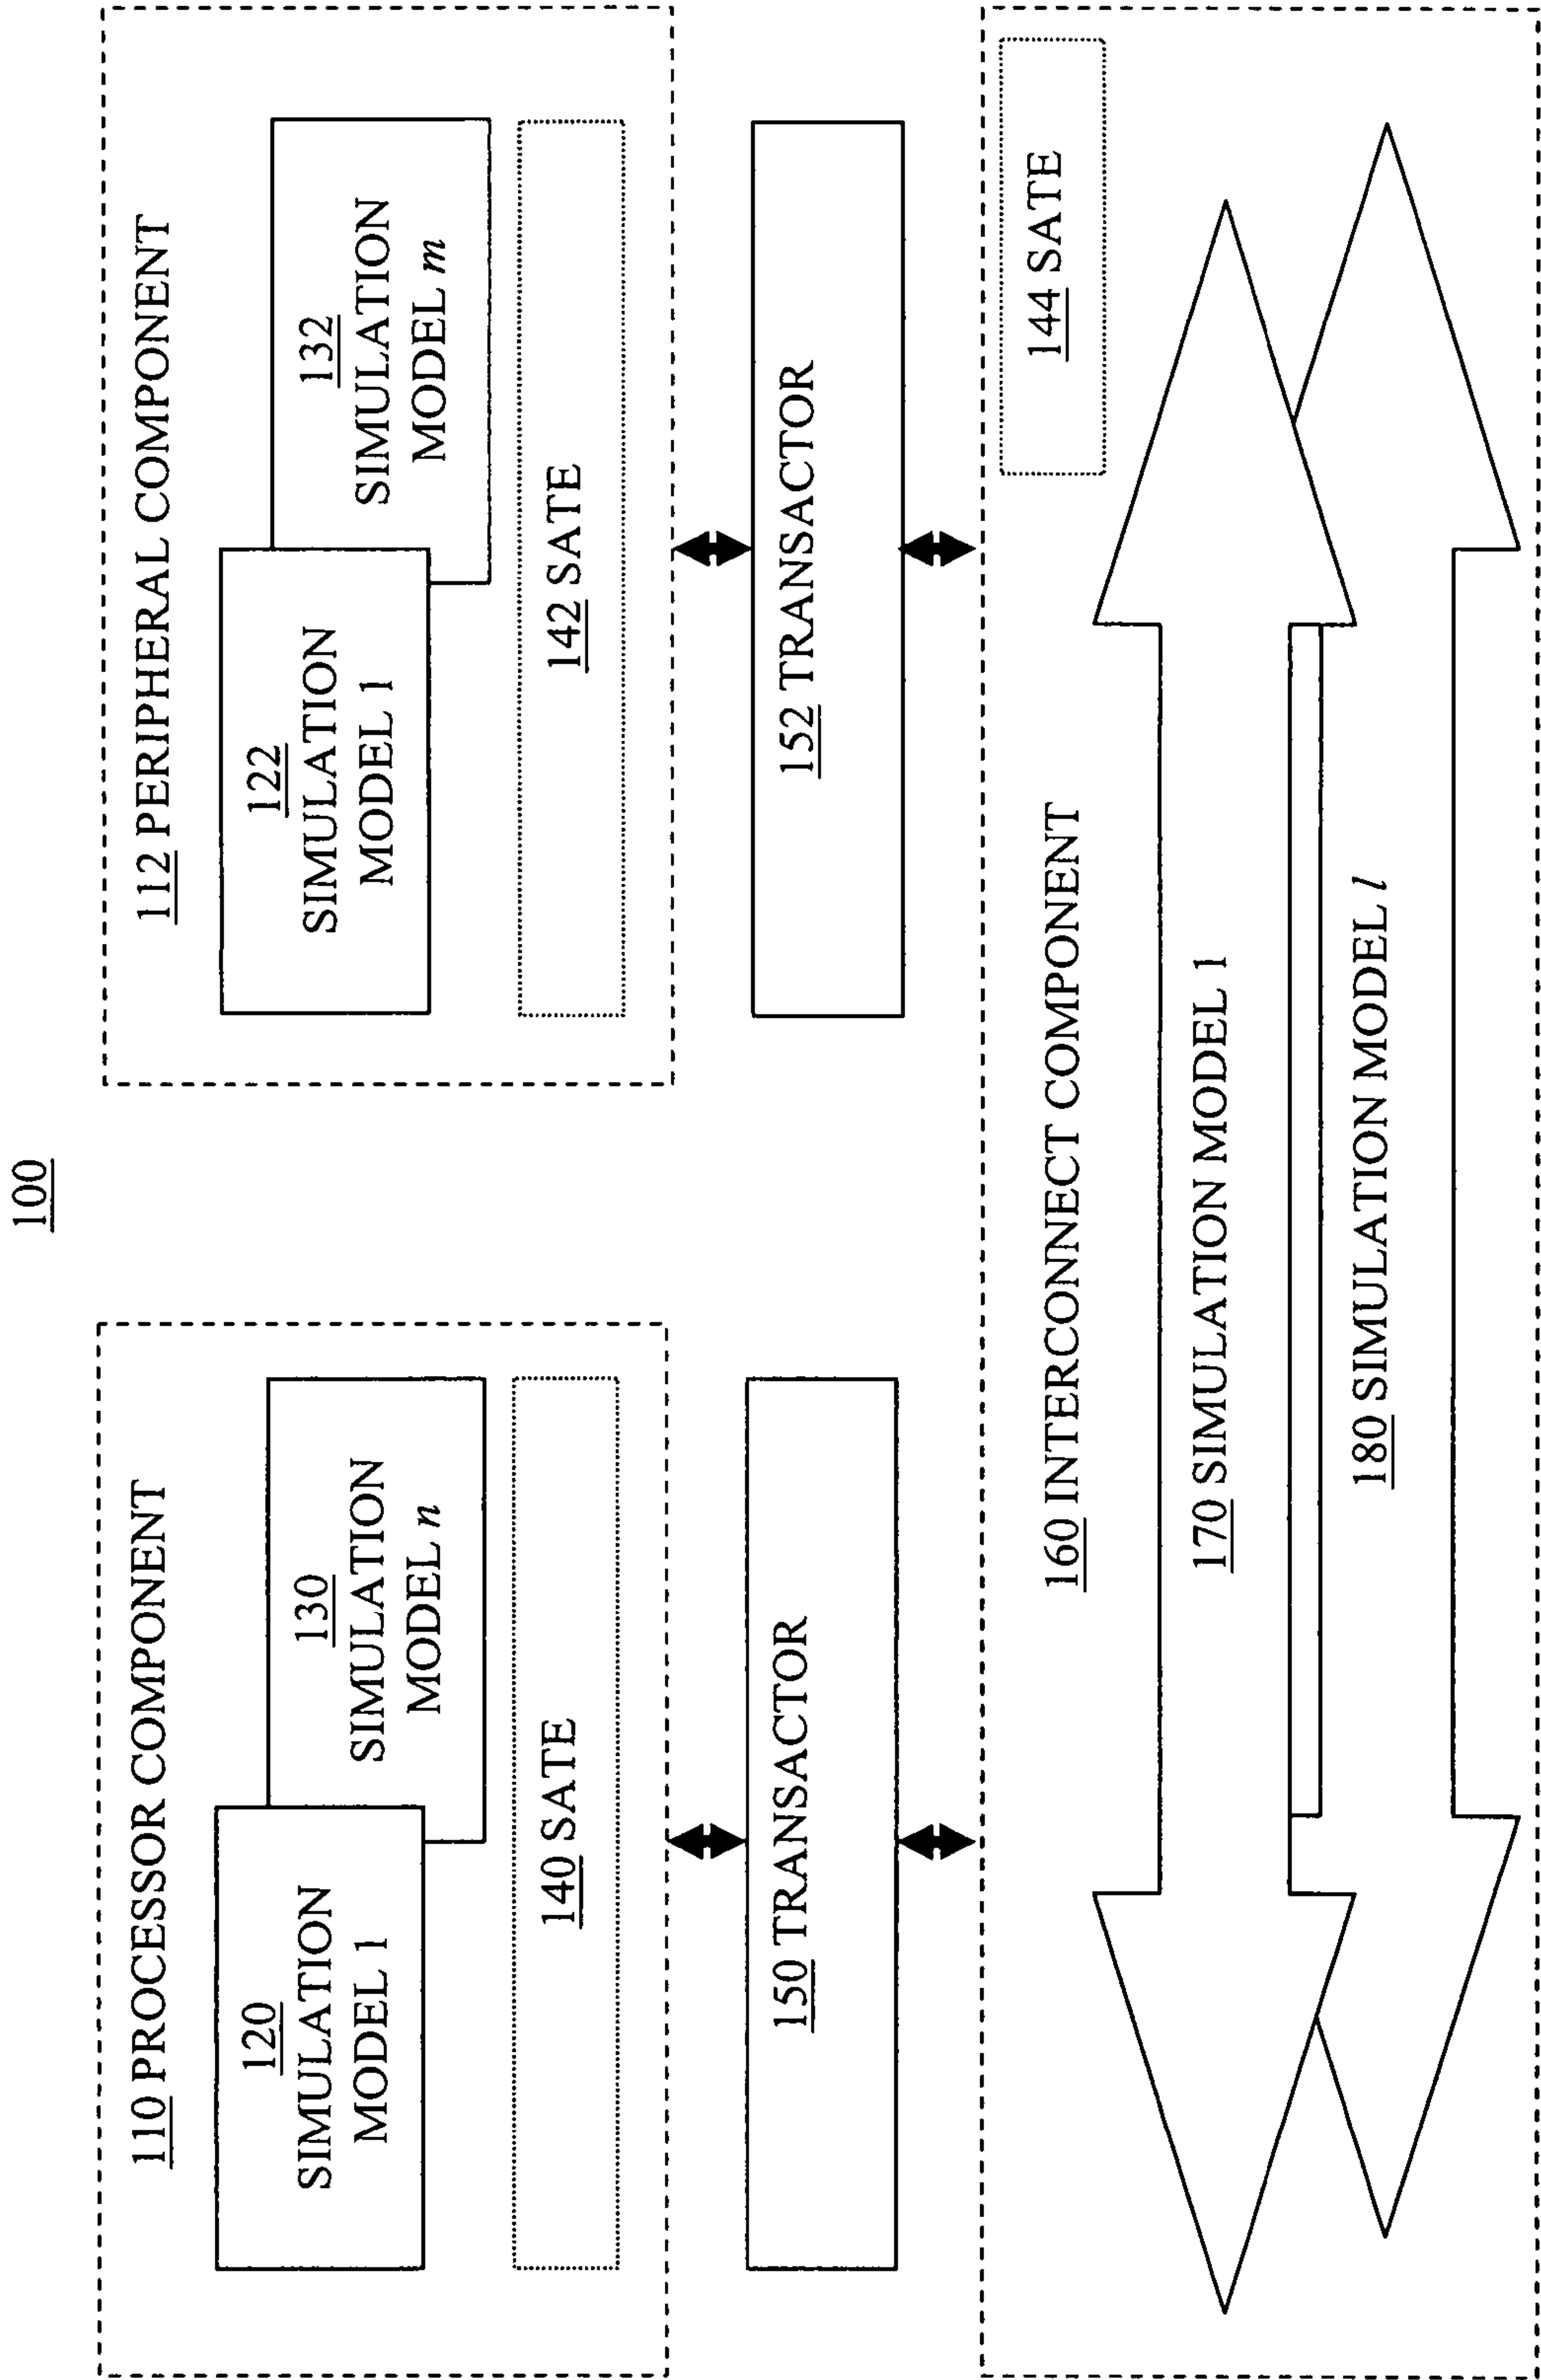 100
110 PROCESSOR COMPONENT
120
SIMULATION
MODEL 1
130
SIMULATION
MODEL n
140 SATE
150 TRANSACTOR
112 PERIPHERAL COMPONENT
122
SIMULATION
MODEL 1
132
SIMULATION
MODEL m
142 SATE
152 TRANSACTOR
160 INTERCONNECT COMPONENT
144 SATE
170 SIMULATION MODEL 1
180 SIMULATION MODEL l